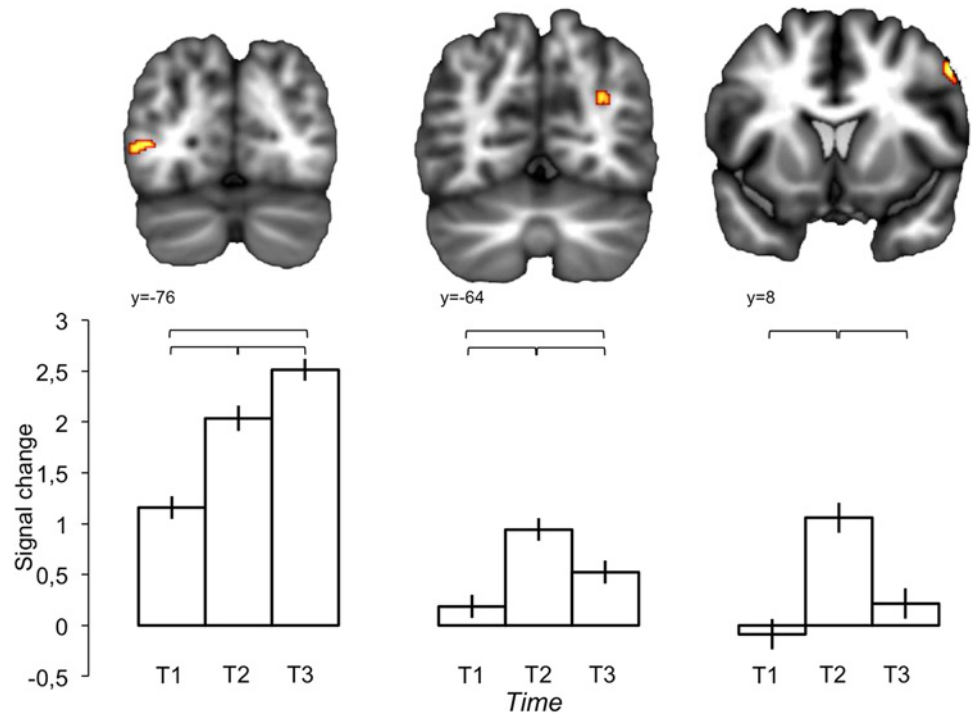 y=-76
y=-64
y=8
3
2,5
2
1,5
1
0,5
0
-0,5
Signal change
T1 T2 T3 T1 T2 T3 T1 T2 T3
Time